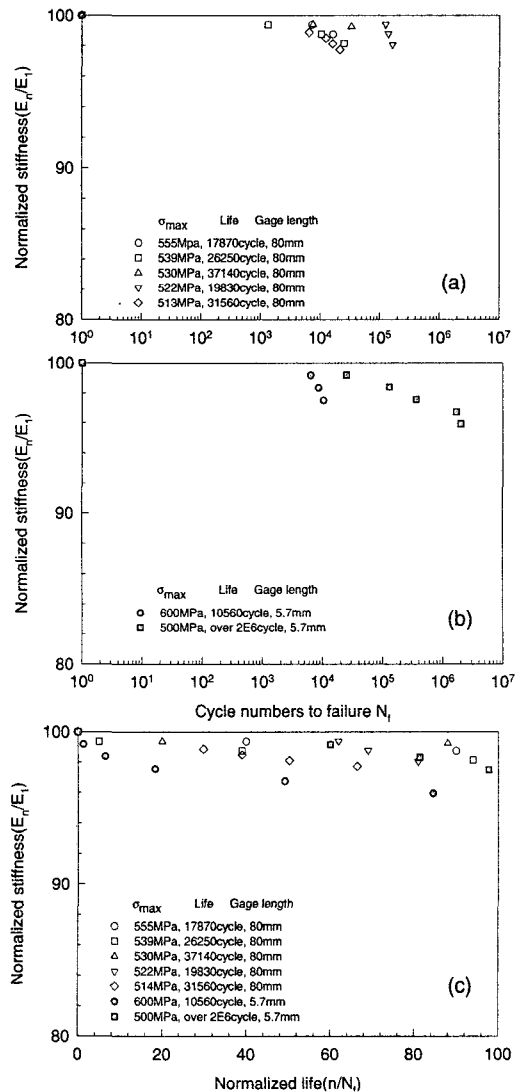 100
90
80
Normalized stiffness(En/E1)
σmax Life Gage length
555Mpa, 17870cycle, 80mm
539MPa, 26250cycle, 80mm
530MPa, 37140cycle, 80mm
522MPa, 19830cycle, 80mm
513MPa, 31560cycle, 80mm
(a)
10^0 10^1 10^2 10^3 10^4 10^5 10^6 10^7
100
90
80
Normalized stiffness(En/E1)
σmax Life Gage length
600MPa, 10560cycle, 5.7mm
500MPa, over 2E6cycle, 5.7mm
(b)
10^0 10^1 10^2 10^3 10^4 10^5 10^6 10^7
Cycle numbers to failure Nf
100
90
80
Normalized stiffness(En/E1)
σmax Life Gage length
555MPa, 17870cycle, 80mm
539MPa, 26250cycle, 80mm
530MPa, 37140cycle, 80mm
522MPa, 19830cycle, 80mm
514MPa, 31560cycle, 80mm
600MPa, 10560cycle, 5.7mm
500MPa, over 2E6cycle, 5.7mm
(c)
0 20 40 60 80 100
Normalized life(n/Nf)